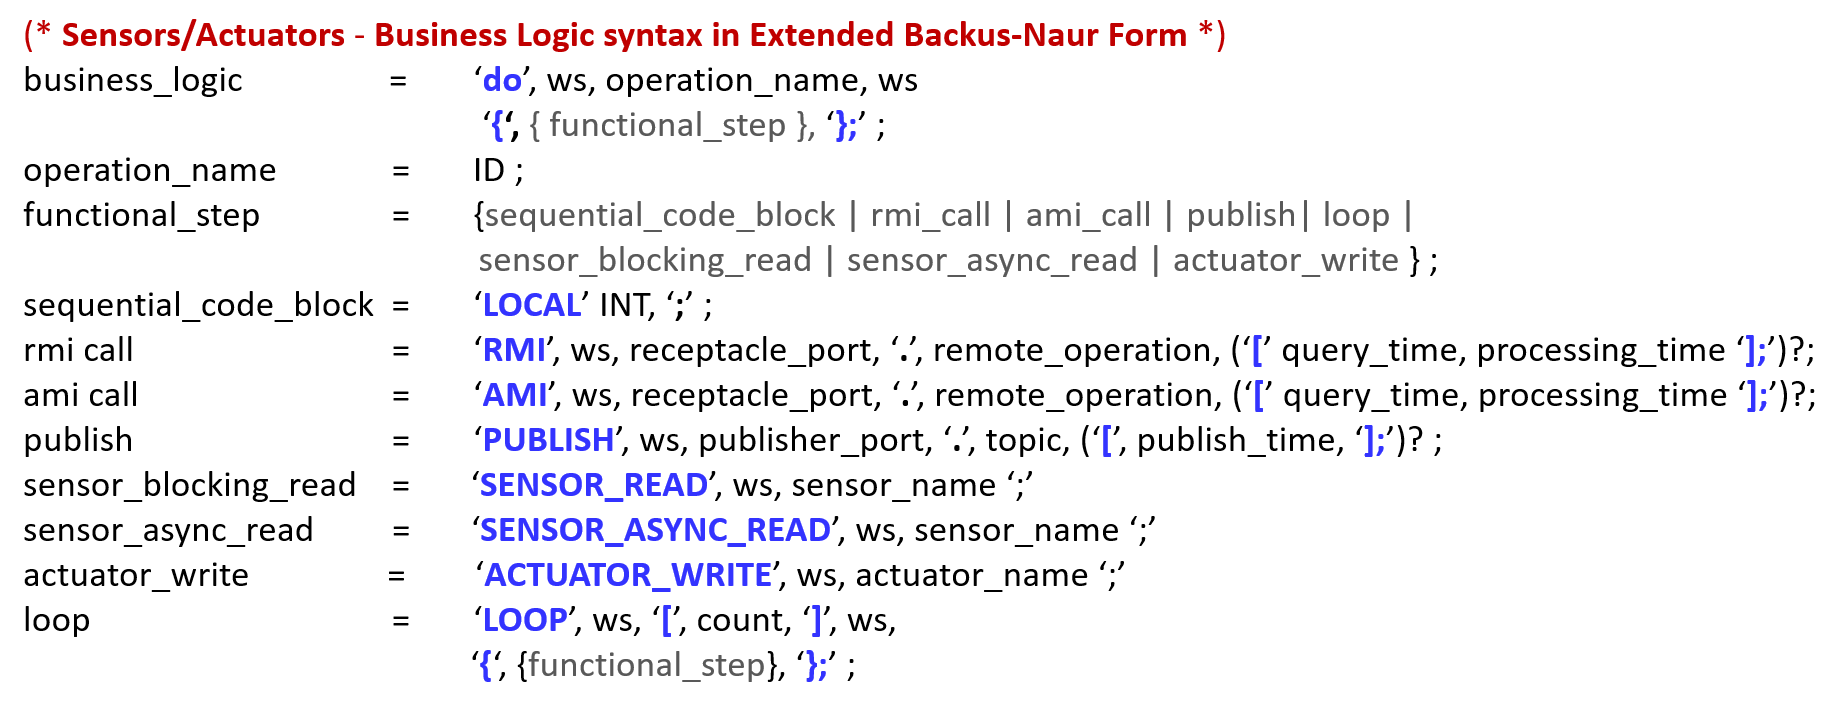 (* Sensors/Actuators - Business Logic syntax in Extended Backus-Naur Form *)
business_logic = ‘do’, ws, operation_name, ws
‘{‘, { functional_step }, ‘};’ ;
operation_name = ID ;
functional_step = {sequential_code_block | rmi_call | ami_call | publish| loop |
sensor_blocking_read | sensor_async_read | actuator_write } ;
sequential_code_block = ‘LOCAL’ INT, ‘;’ ;
rmi call = ‘RMI’, ws, receptacle_port, ‘.’, remote_operation, (‘[’ query_time, processing_time ‘];’)?;
ami call = ‘AMI’, ws, receptacle_port, ‘.’, remote_operation, (‘[’ query_time, processing_time ‘];’)?;
publish = ‘PUBLISH’, ws, publisher_port, ‘.’, topic, (‘[’, publish_time, ‘];’)? ;
sensor_blocking_read = ‘SENSOR_READ’, ws, sensor_name ‘;’
sensor_async_read = ‘SENSOR_ASYNC_READ’, ws, sensor_name ‘;’
actuator_write = ‘ACTUATOR_WRITE’, ws, actuator_name ‘;’
loop = ‘LOOP’, ws, ‘[’, count, ‘]’, ws,
‘{‘, {functional_step}, ‘};’ ;